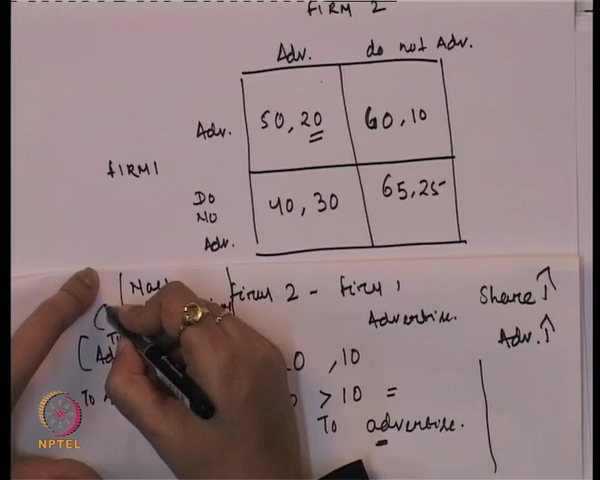 FIRM 2
Adv. do not Adv.
Adv. 50, 20 60, 10
FIRM 1
DO NO Adv. 40, 30 65, 25
Firm 2 - Firm 1 Share ↑
Advertise. Adv. ↑
, 10
> 10 =
To advertise.
NPTEL